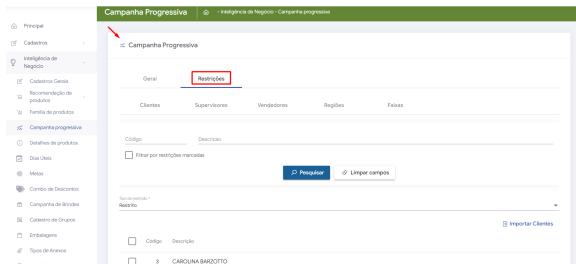 Campanha Progressiva
- Inteligência de Negócio - Campanha progressiva
Principal
Cadastros
Inteligência de
Negócio
Cadastros Gerais
Recomendação de
produtos
Família de produtos
Campanha progressiva
Detalhes de produtos
Dias Úteis
Metas
Combo de Descontos
Campanha de Brindes
Cadastro de Grupos
Embalagens
Tipos de Anexos
Campanha Progressiva
Geral
Restrições
Clientes
Supervisores
Vendedores
Regiões
Faixas
Código
Descricao
Filtrar por restrições marcadas
Pesquisar
Limpar campos
Restrito
Importar Clientes
Código
Descrição
3
CAROLINA BARZOTTO